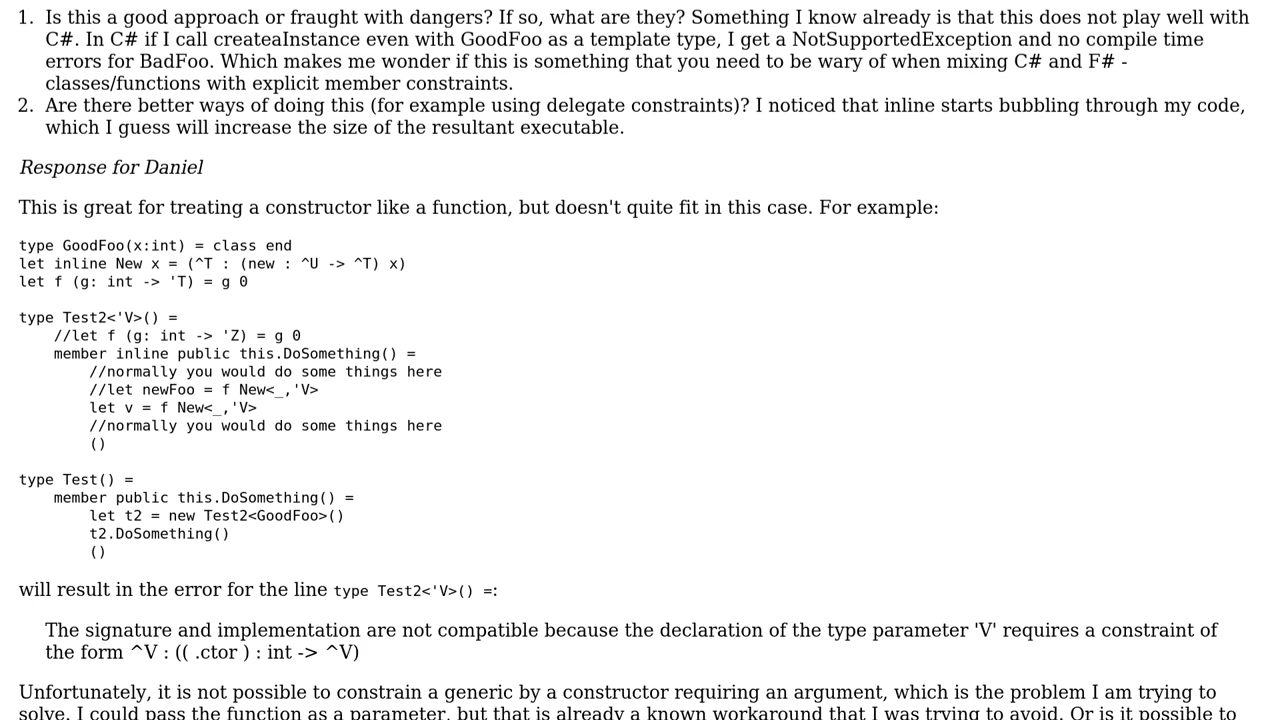 1. Is this a good approach or fraught with dangers? If so, what are they? Something I know already is that this does not play well with
C#. In C# if I call createaInstance even with GoodFoo as a template type, I get a NotSupportedException and no compile time
errors for BadFoo. Which makes me wonder if this is something that you need to be wary of when mixing C# and F# -
classes/functions with explicit member constraints.
2. Are there better ways of doing this (for example using delegate constraints)? I noticed that inline starts bubbling through my code,
which I guess will increase the size of the resultant executable.
Response for Daniel
This is great for treating a constructor like a function, but doesn't quite fit in this case. For example:
type GoodFoo(x:int) = class end
let inline New x = (^T : (new : ^U -> ^T) x)
let f (g: int -> 'T) = g 0
type Test2<'V>() =
    //let f (g: int -> 'Z) = g 0
    member inline public this.DoSomething() =
        //normally you would do some things here
        //let newFoo = f New<_,'V>
        let v = f New<_,'V>
        //normally you would do some things here
        ()
type Test() =
    member public this.DoSomething() =
        let t2 = new Test2<GoodFoo>()
        t2.DoSomething()
        ()
will result in the error for the line type Test2<'V>() =:
The signature and implementation are not compatible because the declaration of the type parameter 'V' requires a constraint of
the form ^V : (( .ctor ) : int -> ^V)
Unfortunately, it is not possible to constrain a generic by a constructor requiring an argument, which is the problem I am trying to
solve. I could pass the function as a parameter, but that is already a known workaround that I was trying to avoid. Or is it possible to